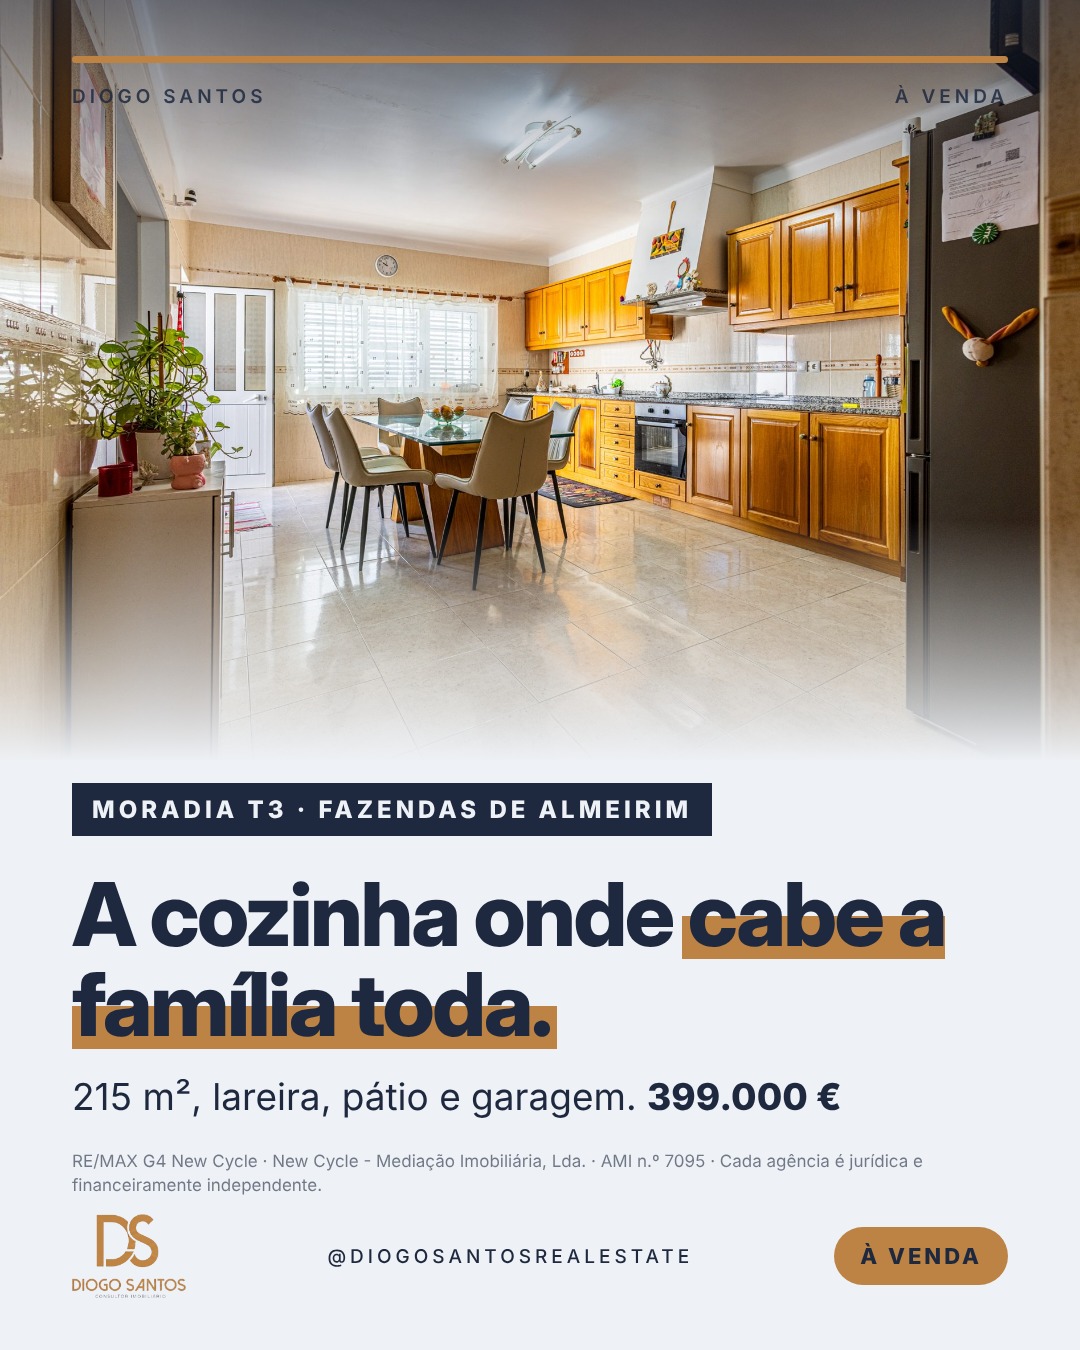 DIOGO SANTOS
À VENDA
MORADIA T3 · FAZENDAS DE ALMEIRIM
A cozinha onde cabe a
família toda.
215 m², lareira, pátio e garagem. 399.000 €
RE/MAX G4 New Cycle · New Cycle - Mediação Imobiliária, Lda. · AMI n.º 7095 · Cada agência é jurídica e
financeiramente independente.
DS
DIOGO SANTOS
CONSULTOR IMOBILIÁRIO
@DIOGOSANTOSREALESTATE
À VENDA